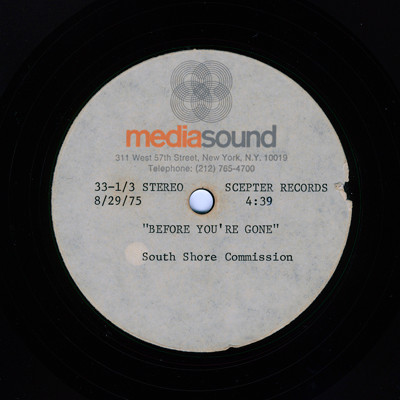 mediasound
311 West 57th Street, New York, N.Y. 10019
Telephone: (212) 765-4700
33-1/3 STEREO SCEPTER RECORDS
8/29/75 4:39
"BEFORE YOU'RE GONE"
South Shore Commission